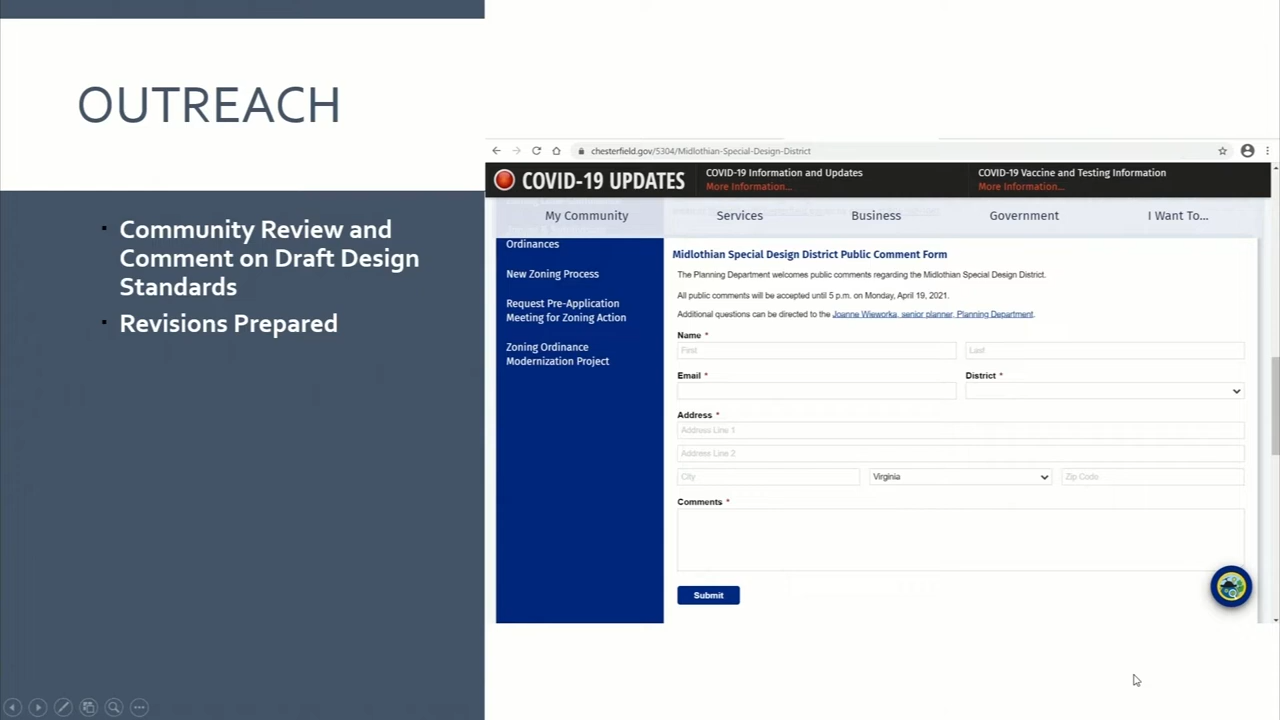 OUTREACH
Community Review and
Comment on Draft Design
Standards
Revisions Prepared
chesterfield.gov/5304/Midlothian-Special-Design-District
COVID-19 UPDATES
COVID-19 Information and Updates
More Information...
COVID-19 Vaccine and Testing Information
More Information...
My Community
Services
Business
Government
I Want To...
Ordinances
New Zoning Process
Request Pre-Application
Meeting for Zoning Action
Zoning Ordinance
Modernization Project
Midlothian Special Design District Public Comment Form
The Planning Department welcomes public comments regarding the Midlothian Special Design District.
All public comments will be accepted until 5 p.m. on Monday, April 19, 2021.
Additional questions can be directed to the Joanne Wieworka, senior planner, Planning Department.
Name *
First
Last
Email *
District *
Address *
Address Line 1
Address Line 2
City
Virginia
Zip Code
Comments *
Submit